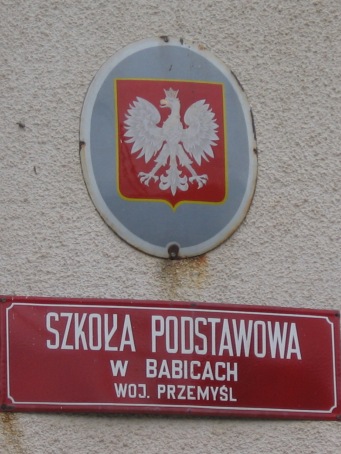 SZKOŁA PODSTAWOWA
W BABICACH
WOJ. PRZEMYŚL